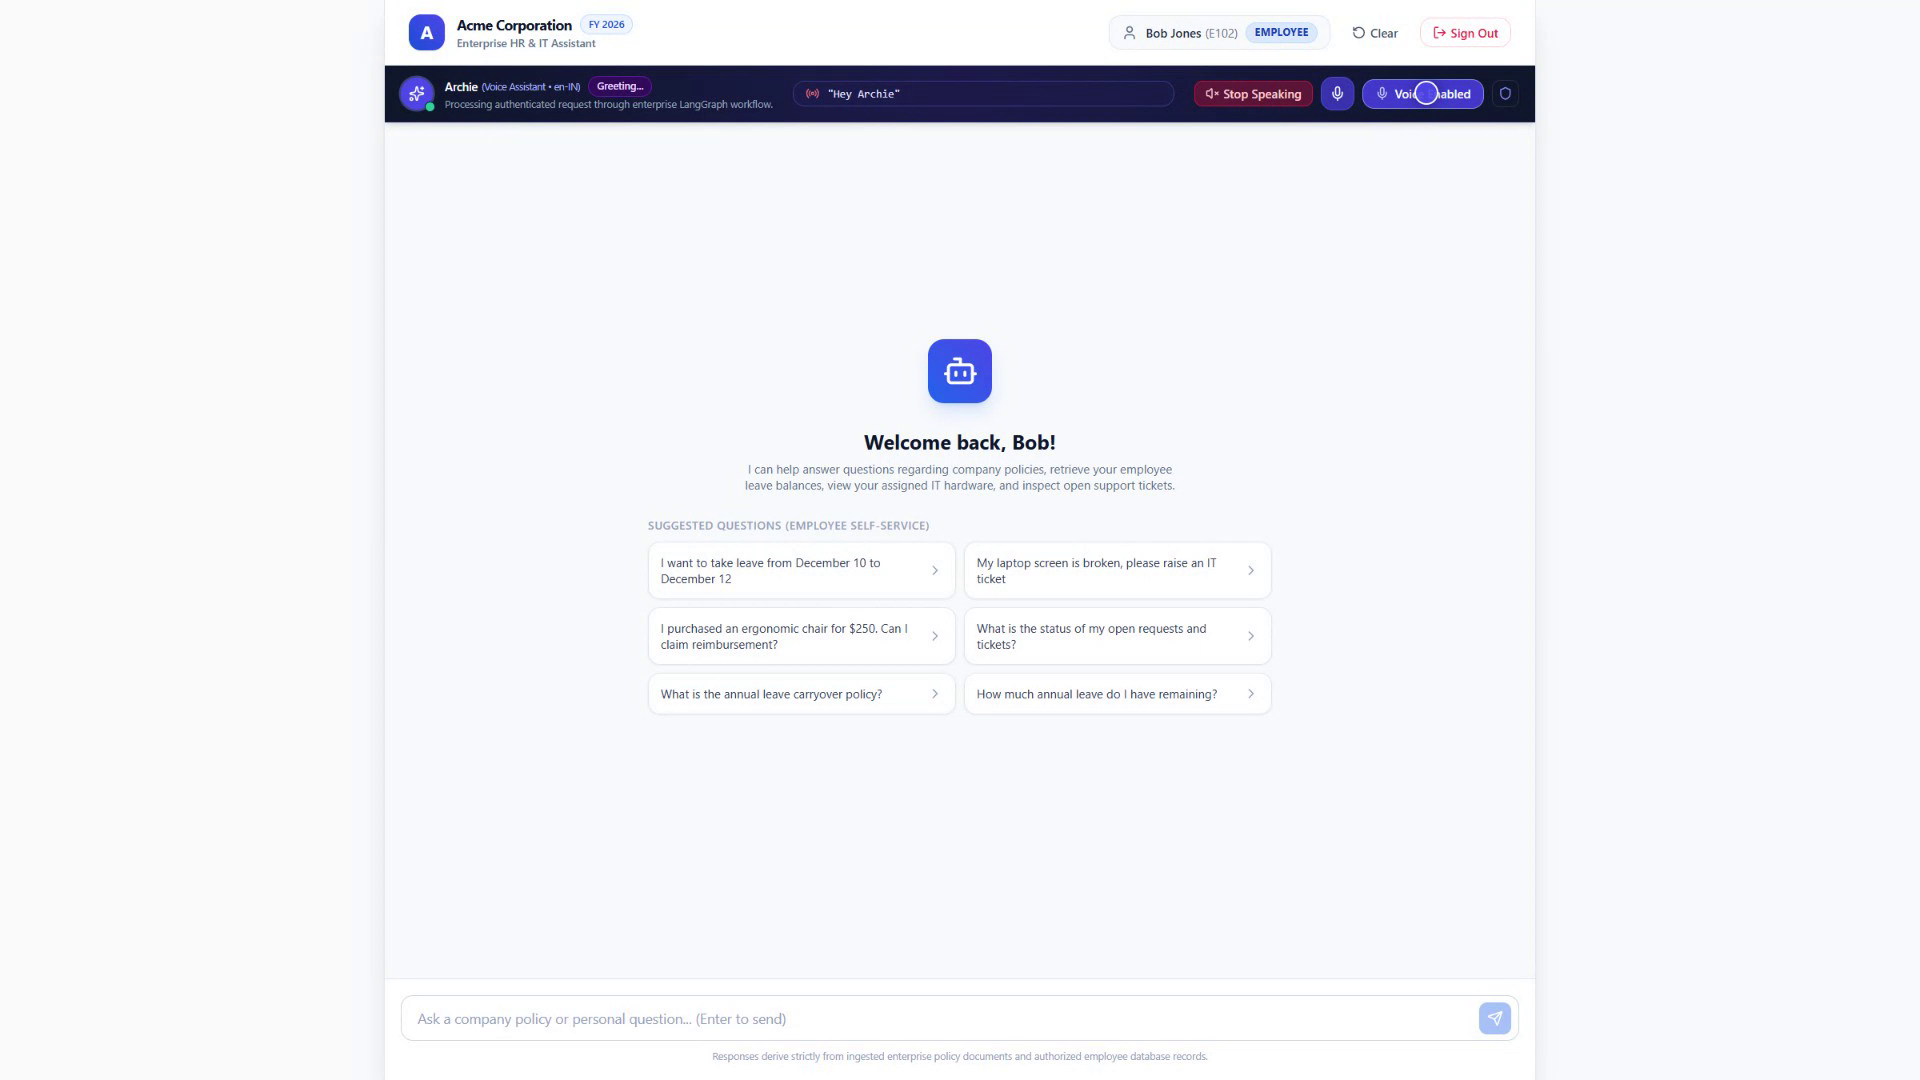 A
Acme Corporation FY 2026
Enterprise HR & IT Assistant
Bob Jones (E102) EMPLOYEE
Clear
Sign Out
Archie (Voice Assistant • en-IN) Greeting...
Processing authenticated request through enterprise LangGraph workflow.
"Hey Archie"
Stop Speaking
Welcome back, Bob!
I can help answer questions regarding company policies, retrieve your employee
leave balances, view your assigned IT hardware, and inspect open support tickets.
SUGGESTED QUESTIONS (EMPLOYEE SELF-SERVICE)
I want to take leave from December 10 to
December 12
My laptop screen is broken, please raise an IT
ticket
I purchased an ergonomic chair for $250. Can I
claim reimbursement?
What is the status of my open requests and
tickets?
What is the annual leave carryover policy?
How much annual leave do I have remaining?
Ask a company policy or personal question... (Enter to send)
Responses derive strictly from ingested enterprise policy documents and authorized employee database records.